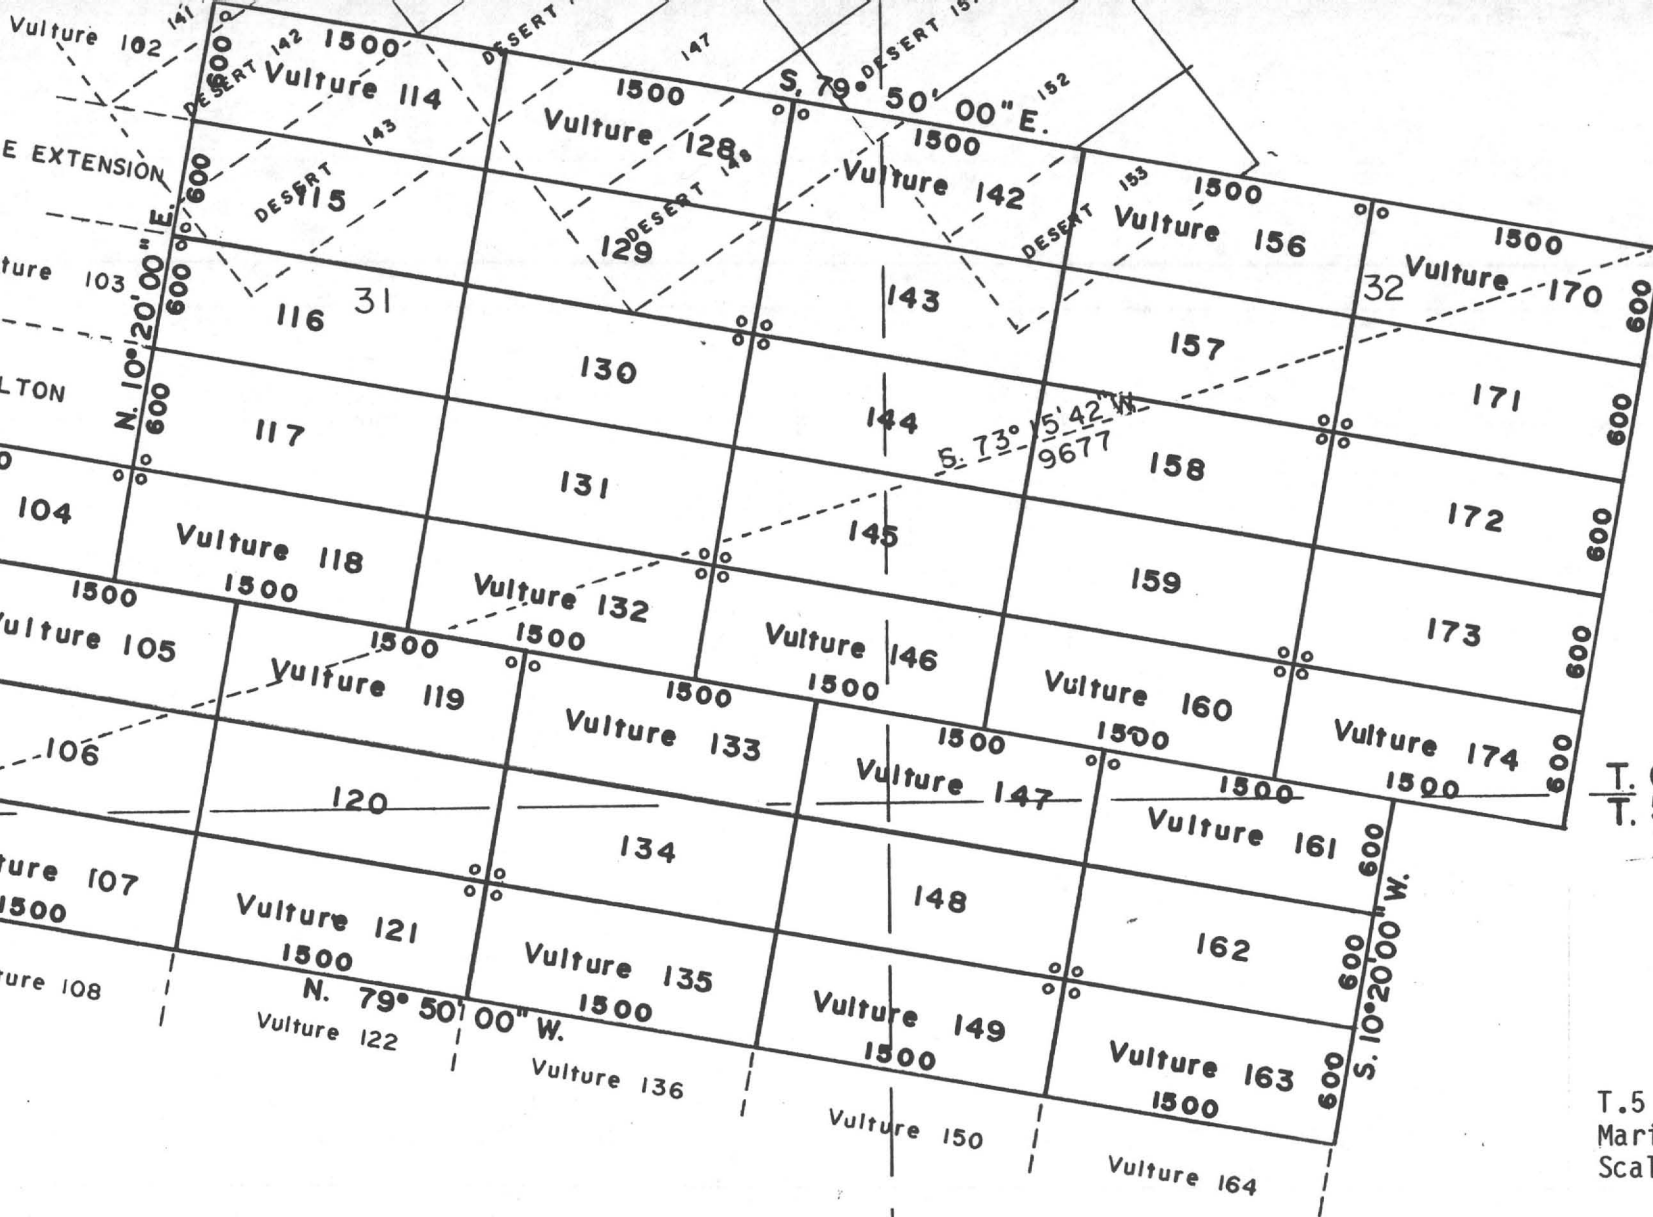 Vulture 102
141
142
DESERT
600
1500
Vulture 114
143
DESERT
147
1500
Vulture 128
148
DESERT
S. 79° 50' 00" E.
DESERT
152
1500
Vulture 142
153
DESERT
1500
Vulture 156
1500
Vulture 170
600
E EXTENSION
600
DESERT
115
129
143
157
32
171
600
ture 103
N. 10° 20' 00" E.
600
116
31
130
144
S. 73° 15' 42" W.
9677
158
172
600
LTON
600
117
131
145
159
173
600
0
104
Vulture 118
1500
Vulture 132
1500
Vulture 146
1500
Vulture 160
1500
Vulture 174
1500
600
1500
Vulture 105
1500
Vulture 119
1500
Vulture 133
1500
Vulture 147
1500
Vulture 161
600
T.
T.
106
120
134
148
162
600
S. 10° 20' 00" W.
ture 107
1500
Vulture 121
1500
Vulture 135
1500
Vulture 149
1500
Vulture 163
1500
600
N. 79° 50' 00" W.
ture 108
Vulture 122
Vulture 136
Vulture 150
Vulture 164
T.5
Mari
Scal